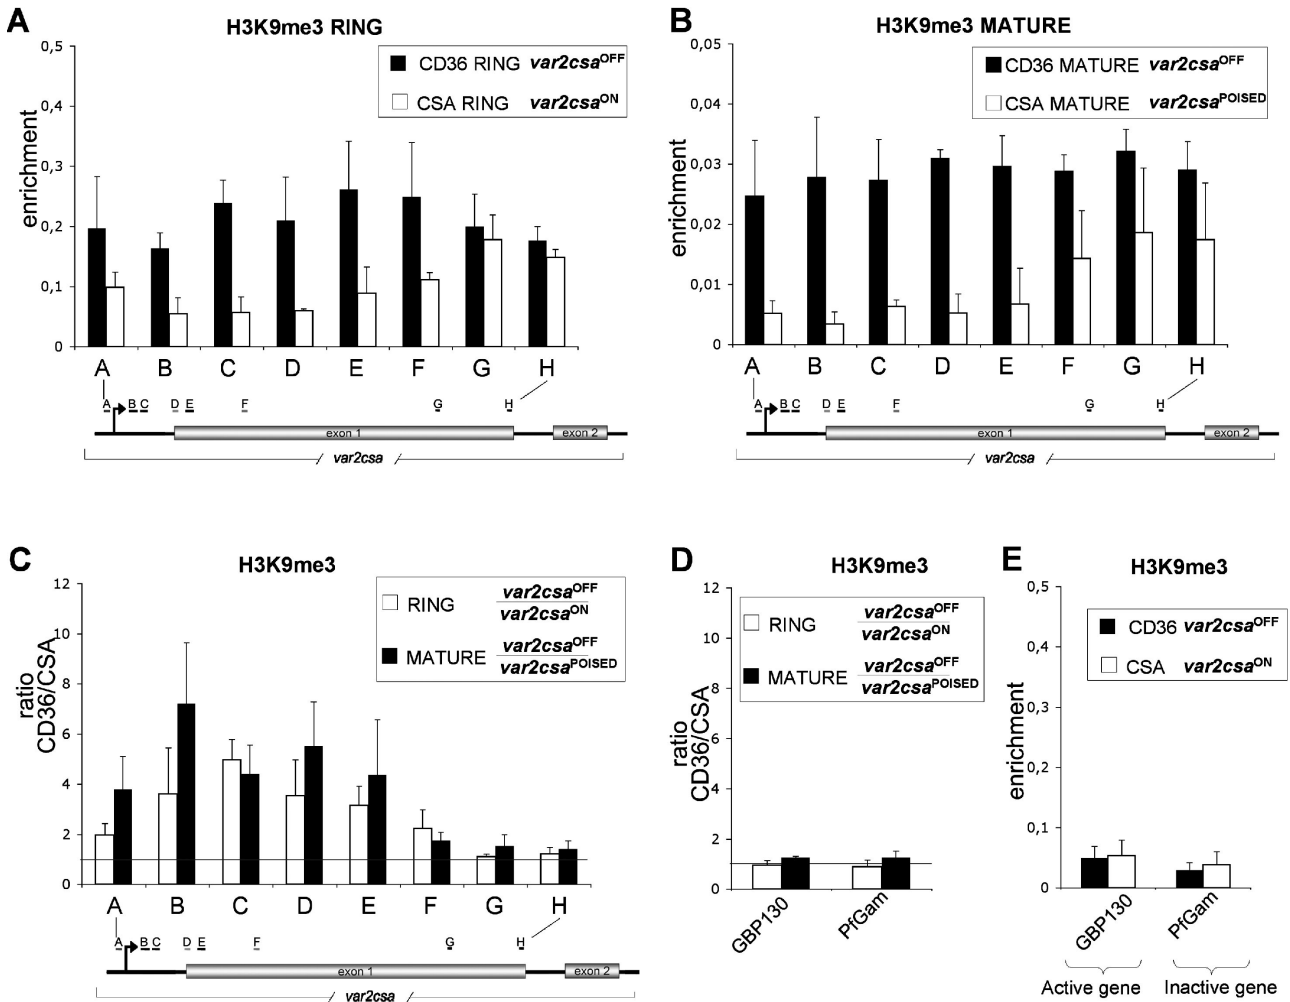 A
H3K9me3 RING
0,5
0,4
0,3
0,2
0,1
0
enrichment
CD36 RING var2csaOFF
CSA RING var2csaON
A B C D E F G H
A B C D E F G H
exon 1 exon 2
var2csa
B
H3K9me3 MATURE
0,05
0,04
0,03
0,02
0,01
0
enrichment
CD36 MATURE var2csaOFF
CSA MATURE var2csaPOISED
A B C D E F G H
A B C D E F G H
exon 1 exon 2
var2csa
C
H3K9me3
12
10
8
6
4
2
0
ratio
CD36/CSA
RING var2csaOFF
var2csaON
MATURE var2csaOFF
var2csaPOISED
A B C D E F G H
A B C D E F G H
exon 1 exon 2
var2csa
D
H3K9me3
12
10
8
6
4
2
0
ratio
CD36/CSA
RING var2csaOFF
var2csaON
MATURE var2csaOFF
var2csaPOISED
GBP130 PfGam
E
H3K9me3
0,5
0,4
0,3
0,2
0,1
0
enrichment
CD36 var2csaOFF
CSA var2csaON
GBP130 PfGam
Active gene Inactive gene